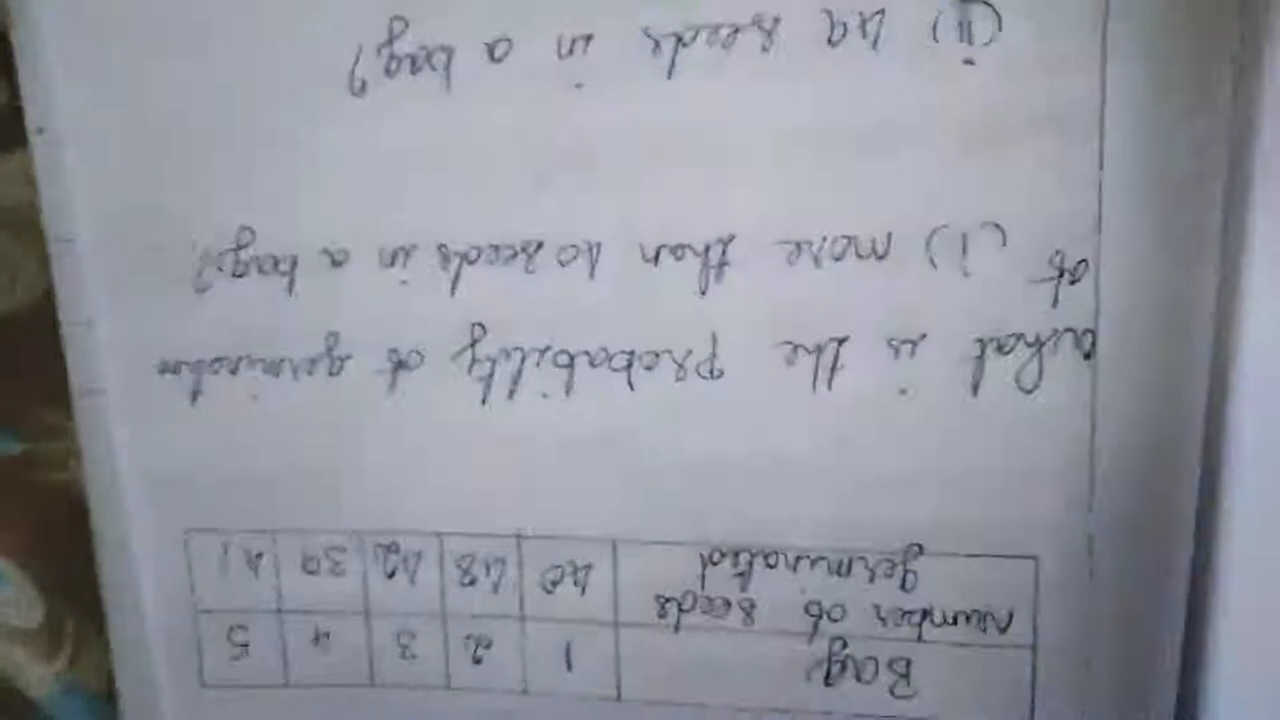 Bag 1 2 3 4 5
Number of seeds germinated 40 48 42 39 41
What is the probability of germination
of (i) more than 40 seeds in a bag?
(ii) 49 seeds in a bag?